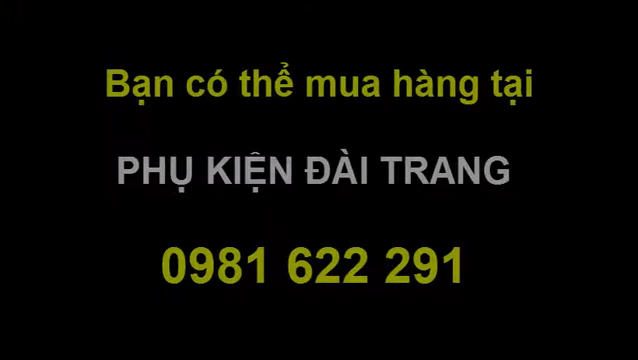 Bạn có thể mua hàng tại
PHỤ KIỆN ĐÀI TRANG
0981 622 291